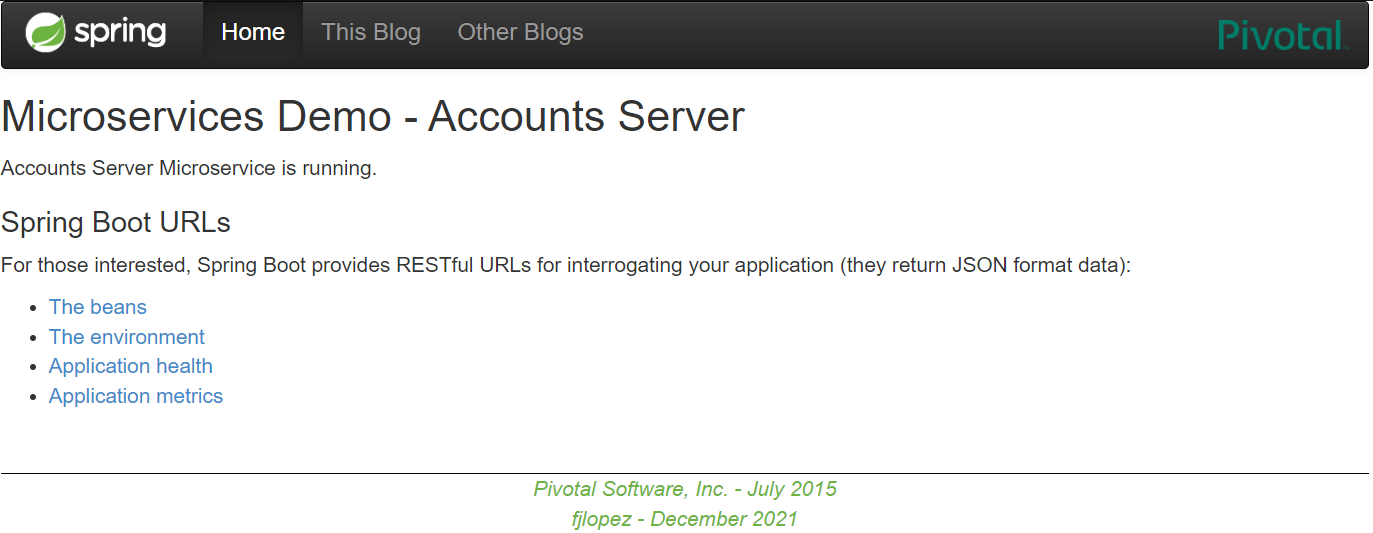 spring Home This Blog Other Blogs Pivotal
Microservices Demo - Accounts Server
Accounts Server Microservice is running.
Spring Boot URLs
For those interested, Spring Boot provides RESTful URLs for interrogating your application (they return JSON format data):
• The beans
• The environment
• Application health
• Application metrics
Pivotal Software, Inc. - July 2015
fjlopez - December 2021